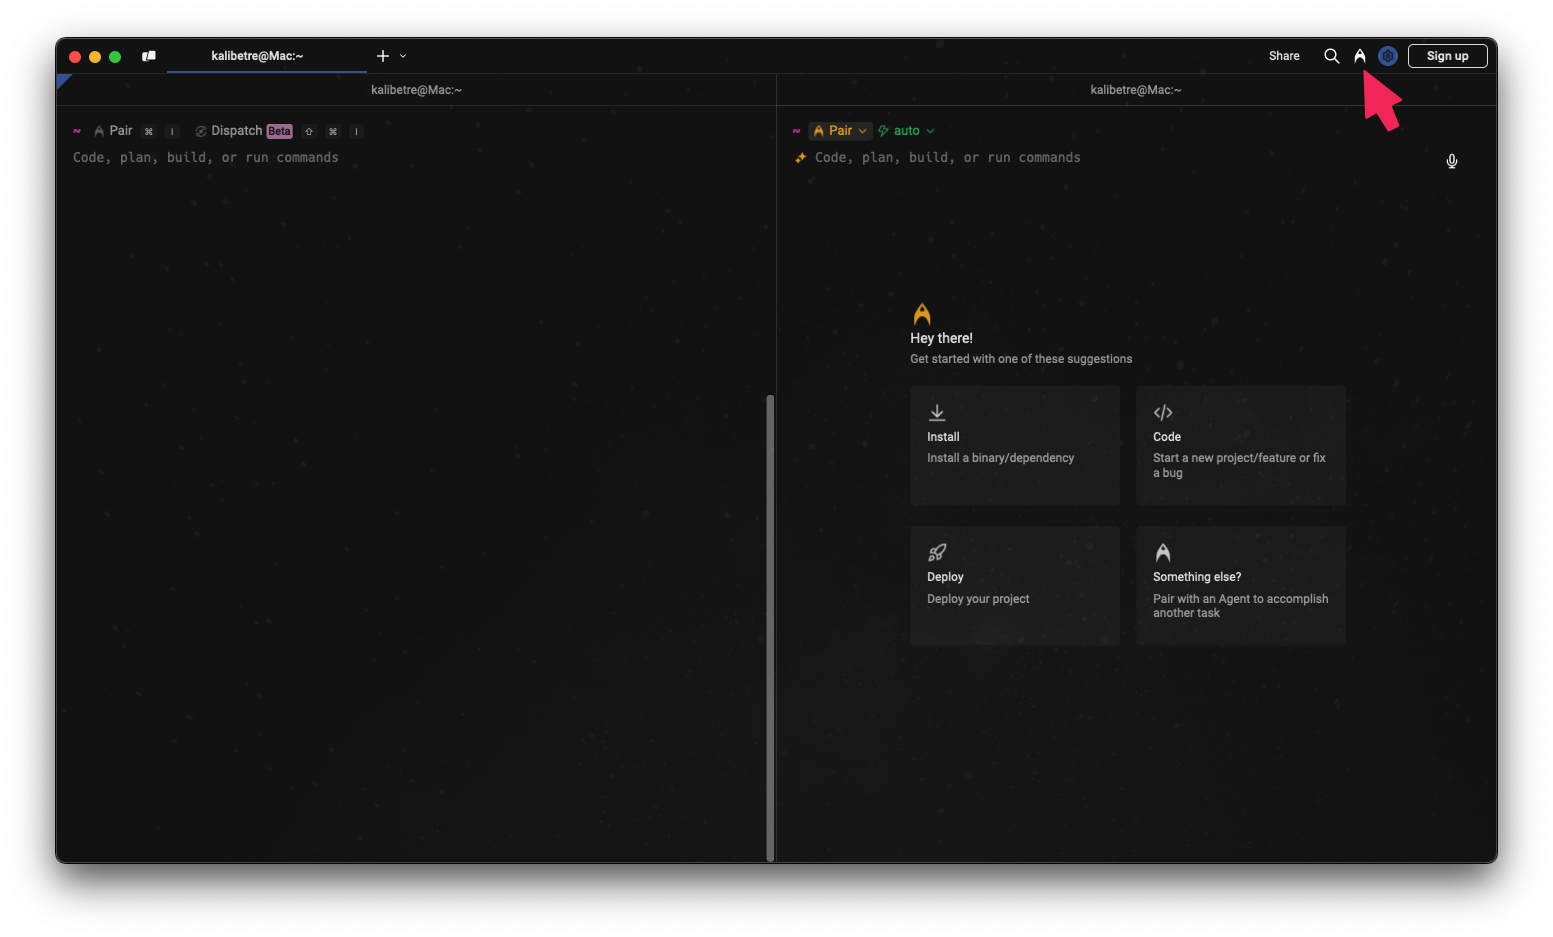 kalibetre@Mac:~
Share
Sign up
kalibetre@Mac:~
~ Pair ⌘ I Dispatch Beta ⇧ ⌘ I
Code, plan, build, or run commands
kalibetre@Mac:~
~ Pair auto
Code, plan, build, or run commands
Hey there!
Get started with one of these suggestions
Install
Install a binary/dependency
Code
Start a new project/feature or fix
a bug
Deploy
Deploy your project
Something else?
Pair with an Agent to accomplish
another task